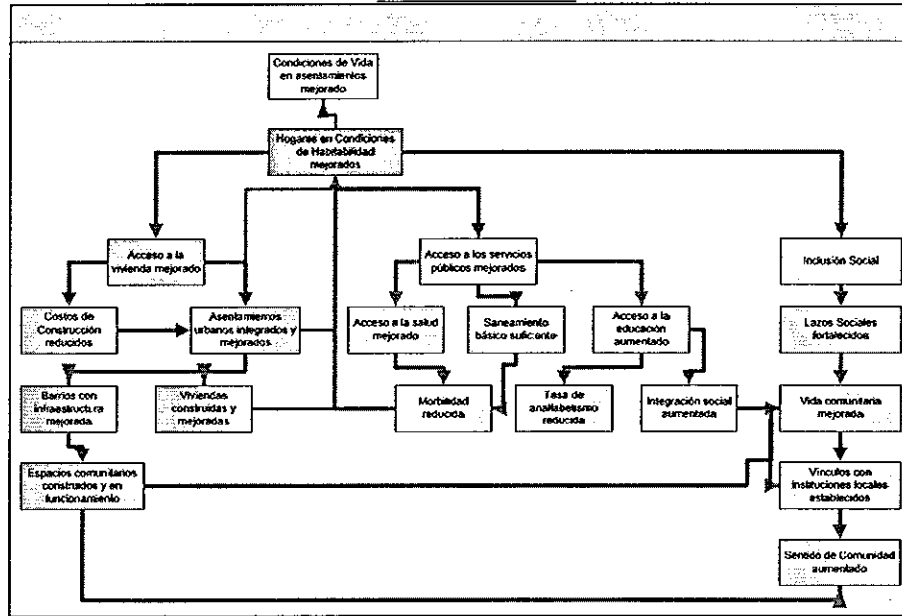 Condiciones de Vida
en asentamientos
mejorado
Hogares en Condiciones
de Habitabilidad
mejorados
Acceso a la
vivienda mejorado
Acceso a los servicios
públicos mejorados
Inclusión Social
Costos de
Construcción
reducidos
Asentamientos
urbanos integrados y
mejorados
Acceso a la salud
mejorado
Saneamiento
básico suficiente
Acceso a la
educación
aumentado
Lazos Sociales
fortalecidos
Barrios con
infraestructura
mejorada
Viviendas
construidas y
mejoradas
Morbilidad
reducida
Tasa de
analfabetismo
reducida
Integración social
aumentada
Vida comunitaria
mejorada
Espacios comunitarios
construidos y en
funcionamiento
Vínculos con
instituciones locales
establecidos
Sentido de Comunidad
aumentado